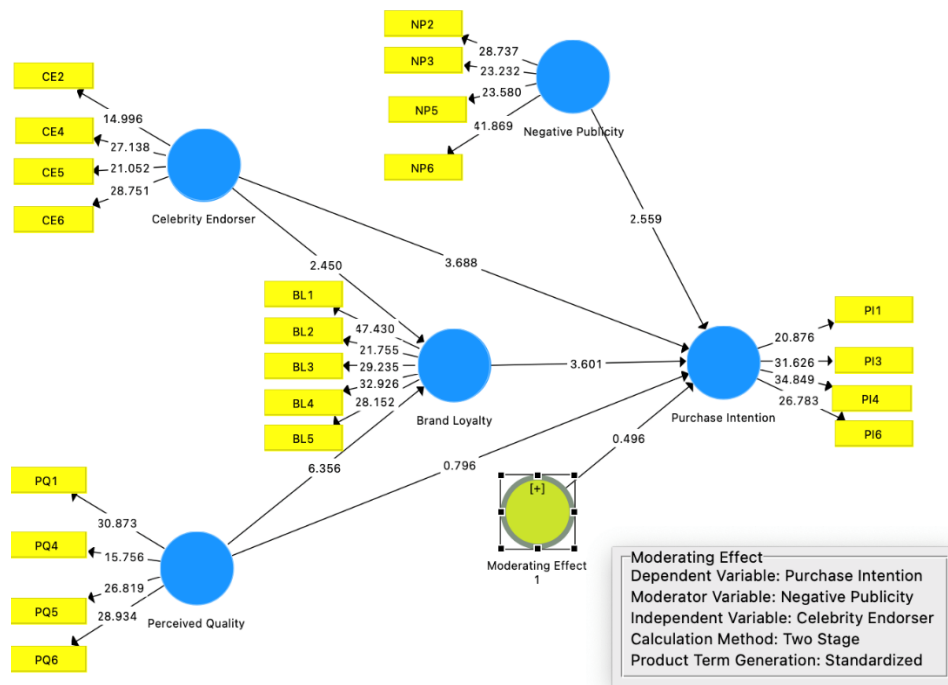 NP2
28.737
NP3
23.232
23.580
NP5
41.869
Negative Publicity
NP6
CE2
14.996
CE4
27.138
CE5
21.052
28.751
CE6
Celebrity Endorser
2.559
2.450
3.688
BL1
47.430
BL2
21.755
BL3
29.235
32.926
BL4
28.152
BL5
Brand Loyalty
3.601
PI1
20.876
31.626
PI3
34.849
PI4
26.783
PI6
Purchase Intention
6.356
0.796
0.496
PQ1
30.873
PQ4
15.756
26.819
PQ5
28.934
PQ6
Perceived Quality
[+]
Moderating Effect
1
Moderating Effect
Dependent Variable: Purchase Intention
Moderator Variable: Negative Publicity
Independent Variable: Celebrity Endorser
Calculation Method: Two Stage
Product Term Generation: Standardized